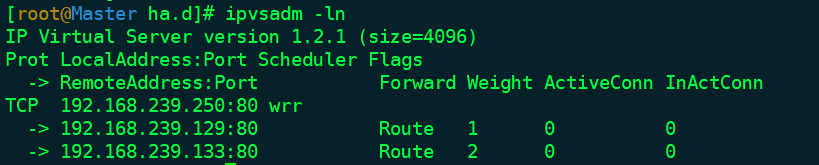 [root@Master ha.d]# ipvsadm -ln
IP Virtual Server version 1.2.1 (size=4096)
Prot LocalAddress:Port Scheduler Flags
  -> RemoteAddress:Port           Forward Weight ActiveConn InActConn
TCP  192.168.239.250:80 wrr
  -> 192.168.239.129:80           Route   1      0          0
  -> 192.168.239.133:80           Route   2      0          0